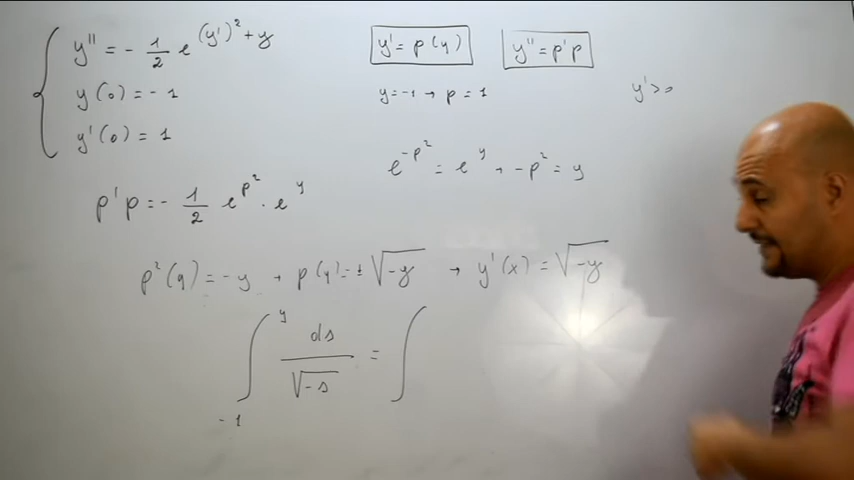 y'' = - 1/2 e^((y')^2 + y)
y(0) = -1
y'(0) = 1
y' = p(y)
y'' = p'p
y = -1 → p = 1
y' > 0
p'p = - 1/2 e^(p^2) · e^y
e^(-p^2) = e^y → -p^2 = y
p^2(y) = -y → p(y) = ± √(-y) → y'(x) = √(-y)
∫_(-1)^y ds/√(-s) = ∫